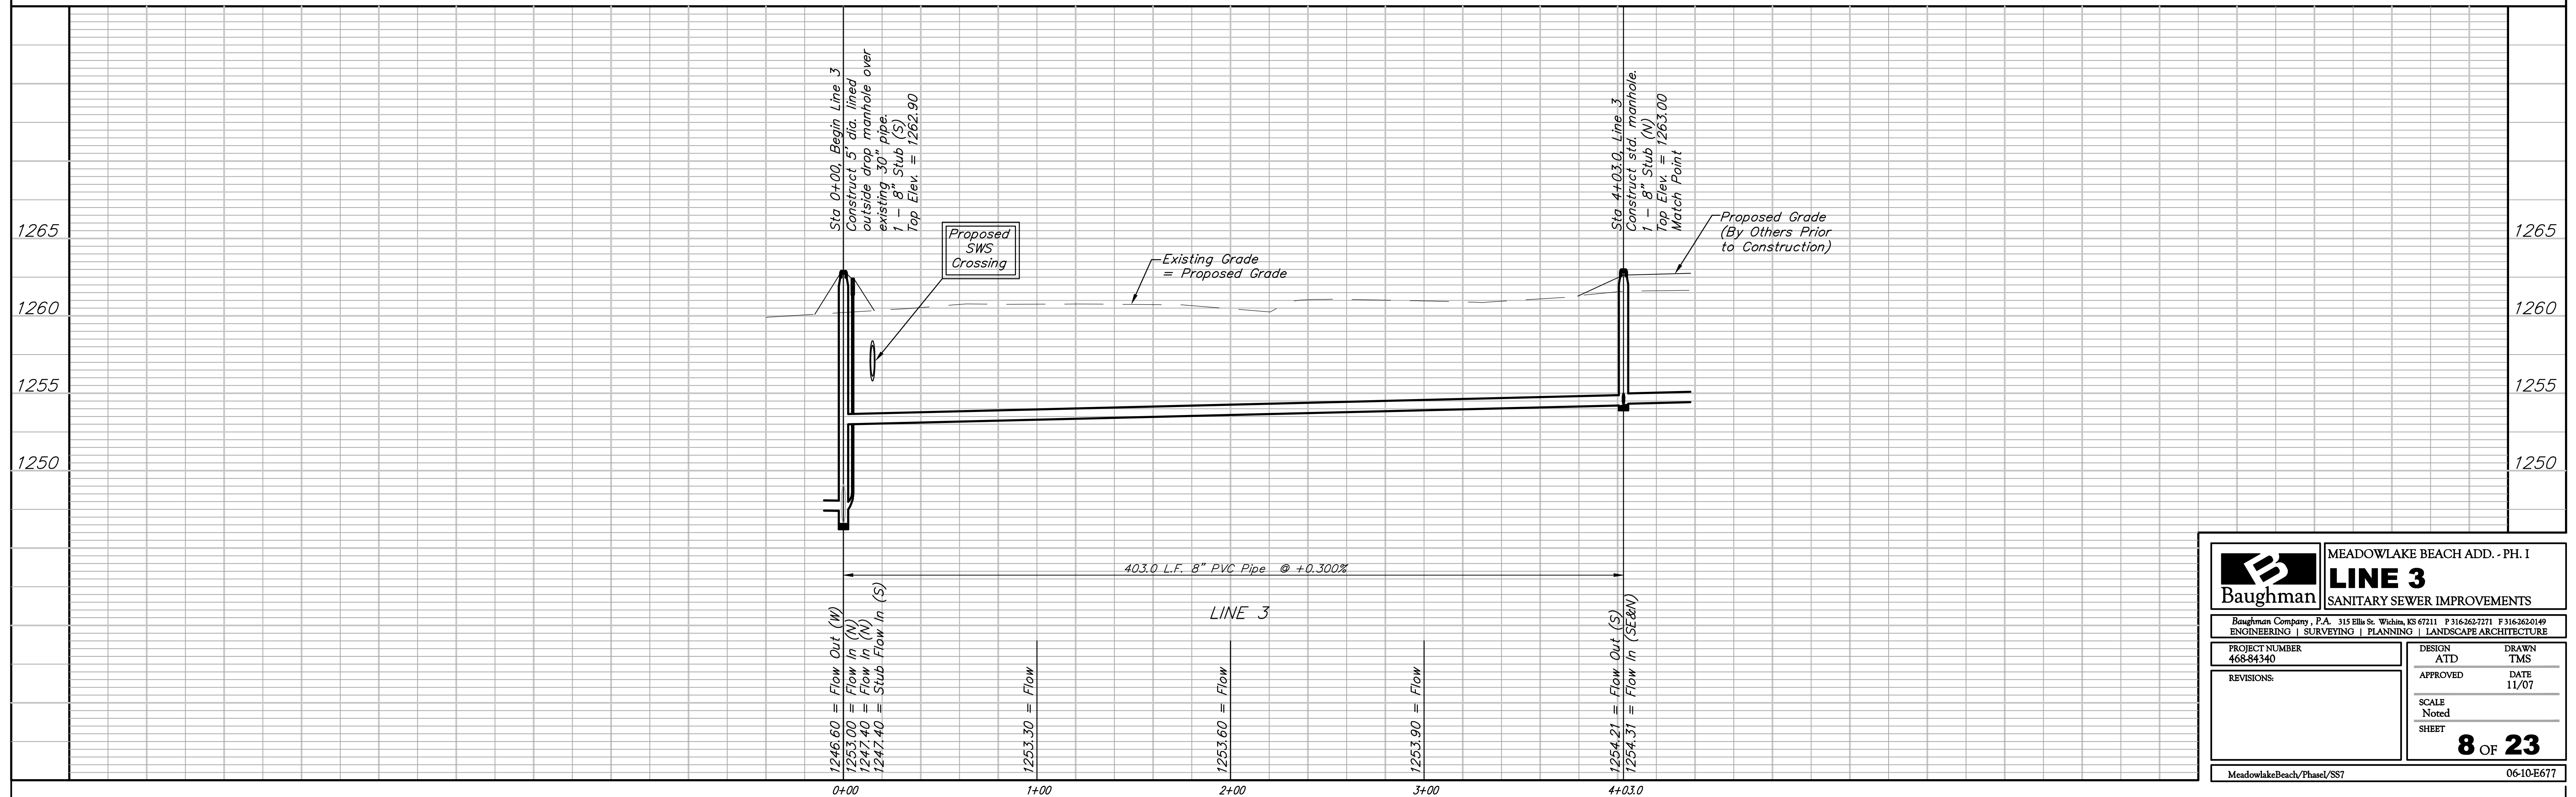 Sta 0+00, Begin Line 3
Construct 5' dia. lined
outside drop manhole over
existing 30" pipe.
1 - 8" Stub (S)
Top Elev. = 1262.90
Sta 4+03.0, Line 3
Construct std. manhole.
1 - 8" Stub (N)
Top Elev. = 1263.00
Match Point
1265
1260
1255
1250
Proposed
SWS
Crossing
Existing Grade
= Proposed Grade
Proposed Grade
(By Others Prior
to Construction)
1265
1260
1255
1250
403.0 L.F. 8" PVC Pipe @ +0.300%
LINE 3
1246.60 = Flow Out (W)
1253.00 = Flow In (N)
1247.40 = Flow In (N)
1247.40 = Stub Flow In (S)
1253.30 = Flow
1253.60 = Flow
1253.90 = Flow
1254.21 = Flow Out (S)
1254.31 = Flow In (SE&N)
0+00
1+00
2+00
3+00
4+03.0
B
Baughman
MEADOWLAKE BEACH ADD. - PH. I
LINE 3
SANITARY SEWER IMPROVEMENTS
Baughman Company, P.A. 315 Ellis St. Wichita, KS 67211 P 316-262-7271 F 316-262-0149
ENGINEERING | SURVEYING | PLANNING | LANDSCAPE ARCHITECTURE
PROJECT NUMBER
468-84340
REVISIONS:
DESIGN
ATD
DRAWN
TMS
APPROVED
DATE
11/07
SCALE
Noted
SHEET
8 OF 23
MeadowlakeBeach/PhaseI/SS7
06-10-E677